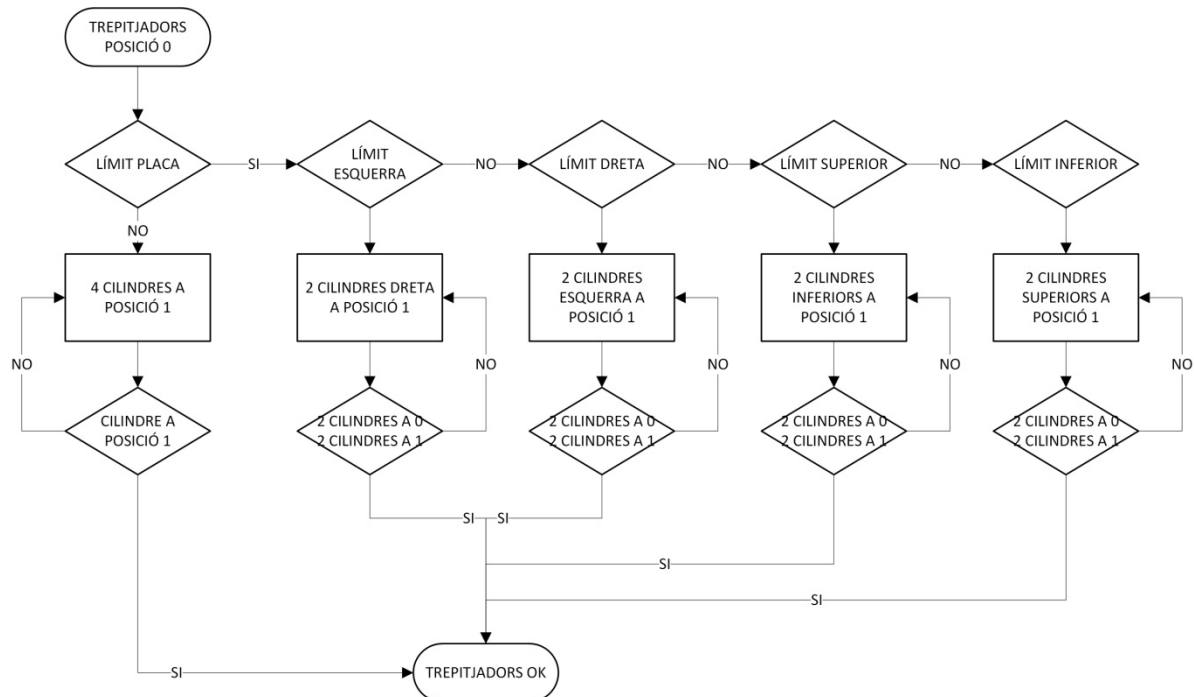 TREPITJADORS
POSICIÓ 0
LÍMIT PLACA
SI
LÍMIT
ESQUERRA
NO
LÍMIT DRETA
NO
LÍMIT SUPERIOR
NO
LÍMIT INFERIOR
NO
4 CILINDRES A
POSICIÓ 1
2 CILINDRES DRETA
A POSICIÓ 1
2 CILINDRES
ESQUERRA A
POSICIÓ 1
2 CILINDRES
INFERIORS A
POSICIÓ 1
2 CILINDRES
SUPERIORS A
POSICIÓ 1
NO
NO
NO
NO
NO
CILINDRE A
POSICIÓ 1
2 CILINDRES A 0
2 CILINDRES A 1
2 CILINDRES A 0
2 CILINDRES A 1
2 CILINDRES A 0
2 CILINDRES A 1
2 CILINDRES A 0
2 CILINDRES A 1
SI
SI
SI
SI
SI
TREPITJADORS OK